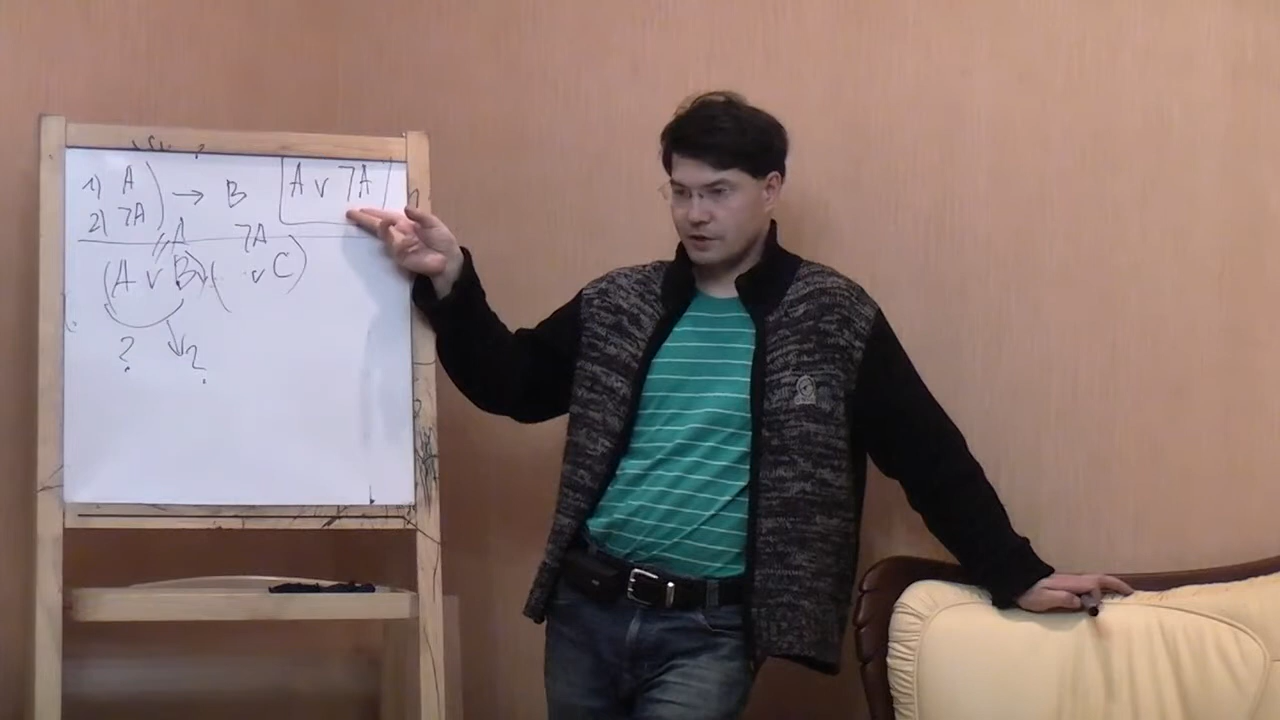 1) A
2) ¬A → B A ∨ ¬A
A ¬A
(A ∨ B) ∨ ( ∨ C)
? ?